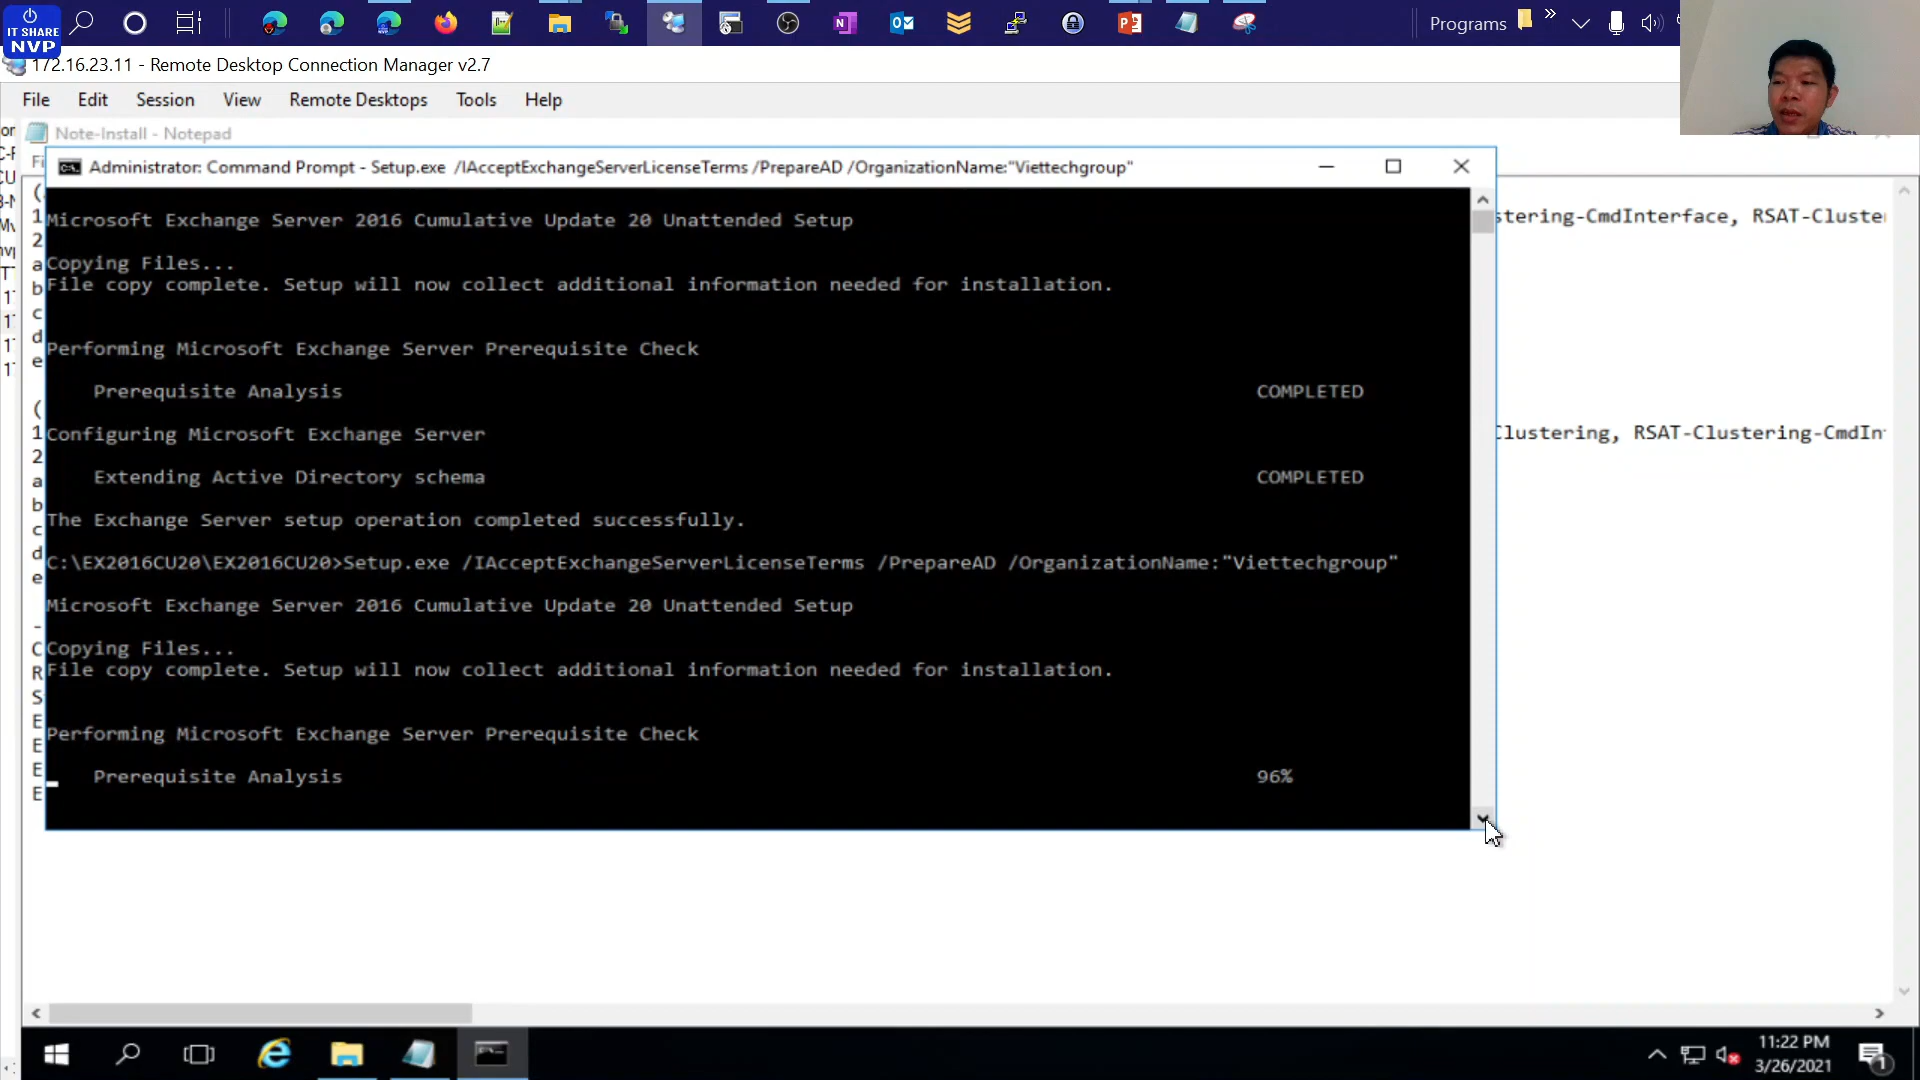 IT SHARE
NVP
Programs
172.16.23.11 - Remote Desktop Connection Manager v2.7
File Edit Session View Remote Desktops Tools Help
Note-Install - Notepad
Administrator: Command Prompt - Setup.exe /IAcceptExchangeServerLicenseTerms /PrepareAD /OrganizationName:"Viettechgroup"
Microsoft Exchange Server 2016 Cumulative Update 20 Unattended Setup
stering-CmdInterface, RSAT-Cluste
Copying Files...
File copy complete. Setup will now collect additional information needed for installation.
Performing Microsoft Exchange Server Prerequisite Check
Prerequisite Analysis COMPLETED
Configuring Microsoft Exchange Server
Clustering, RSAT-Clustering-CmdIn
Extending Active Directory schema COMPLETED
The Exchange Server setup operation completed successfully.
C:\EX2016CU20\EX2016CU20>Setup.exe /IAcceptExchangeServerLicenseTerms /PrepareAD /OrganizationName:"Viettechgroup"
Microsoft Exchange Server 2016 Cumulative Update 20 Unattended Setup
Copying Files...
File copy complete. Setup will now collect additional information needed for installation.
Performing Microsoft Exchange Server Prerequisite Check
Prerequisite Analysis 96%
11:22 PM
3/26/2021
1